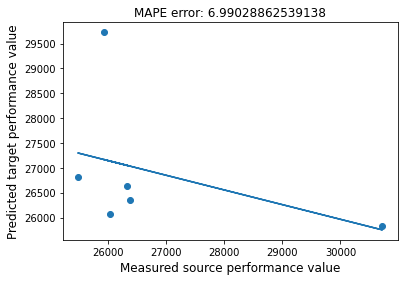 MAPE error: 6.99028862539138
Predicted target performance value
29500
29000
28500
28000
27500
27000
26500
26000
26000 27000 28000 29000 30000
Measured source performance value